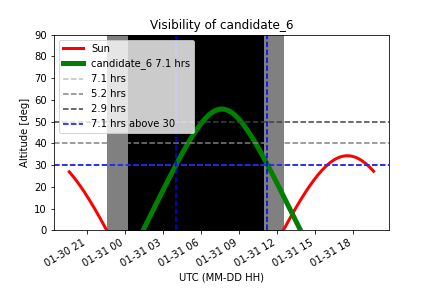 Visibility of candidate_6
Altitude [deg]
90
80
70
60
50
40
30
20
10
0
Sun
candidate_6 7.1 hrs
7.1 hrs
5.2 hrs
2.9 hrs
7.1 hrs above 30
01-30 21
01-31 00
01-31 03
01-31 06
01-31 09
01-31 12
01-31 15
01-31 18
UTC (MM-DD HH)